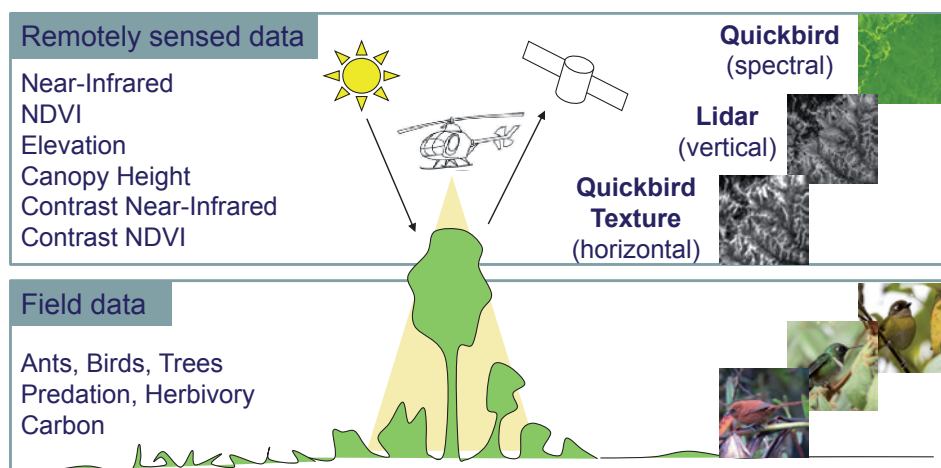 Remotely sensed data
Near-Infrared
NDVI
Elevation
Canopy Height
Contrast Near-Infrared
Contrast NDVI
Quickbird
(spectral)
Lidar
(vertical)
Quickbird
Texture
(horizontal)
Field data
Ants, Birds, Trees
Predation, Herbivory
Carbon